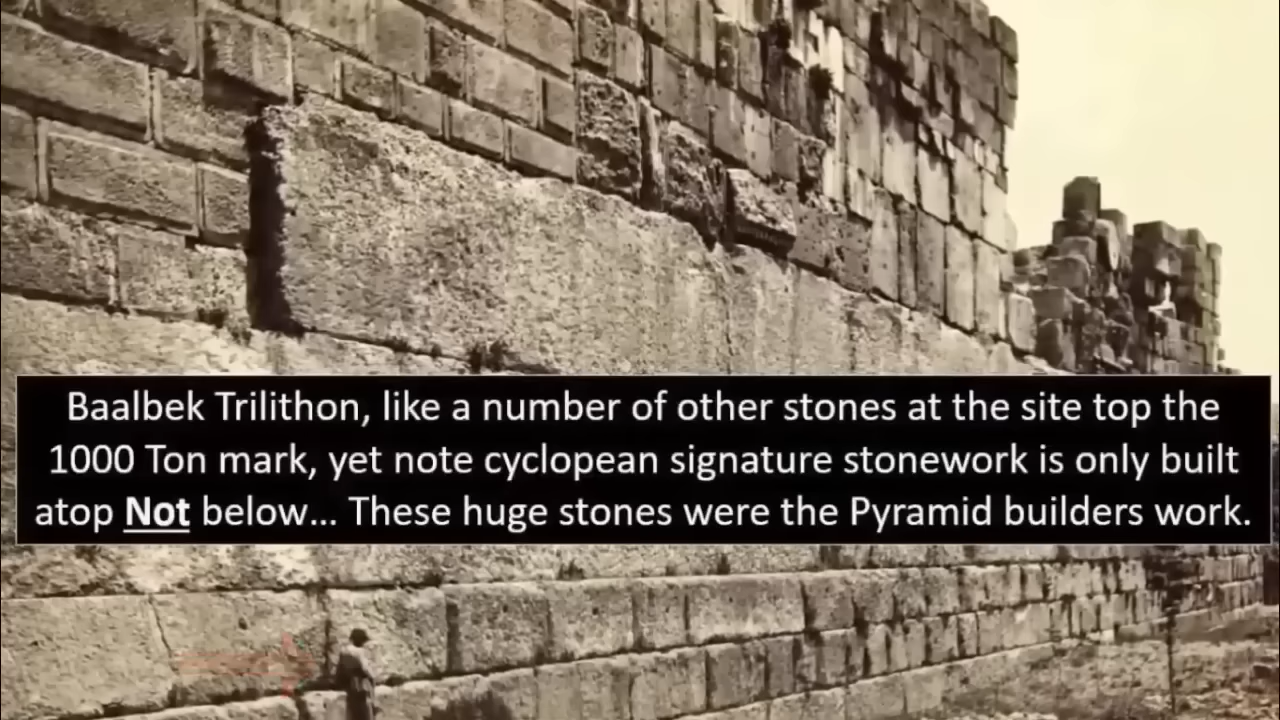 Baalbek Trilithon, like a number of other stones at the site top the
1000 Ton mark, yet note cyclopean signature stonework is only built
atop Not below... These huge stones were the Pyramid builders work.